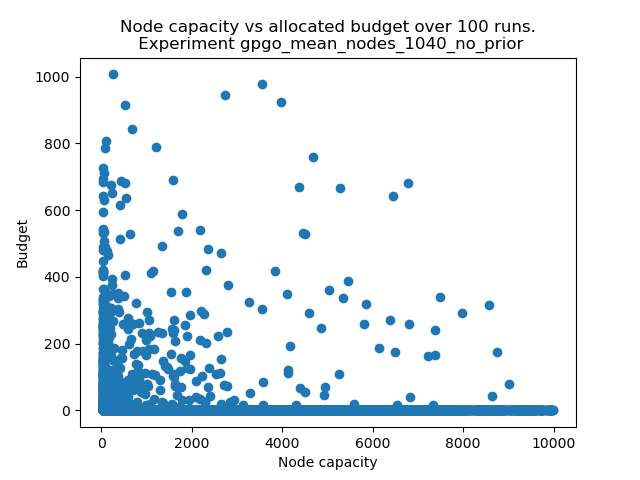 Node capacity vs allocated budget over 100 runs.
Experiment gpgo_mean_nodes_1040_no_prior
1000
800
600
400
200
0
Budget
0 2000 4000 6000 8000 10000
Node capacity